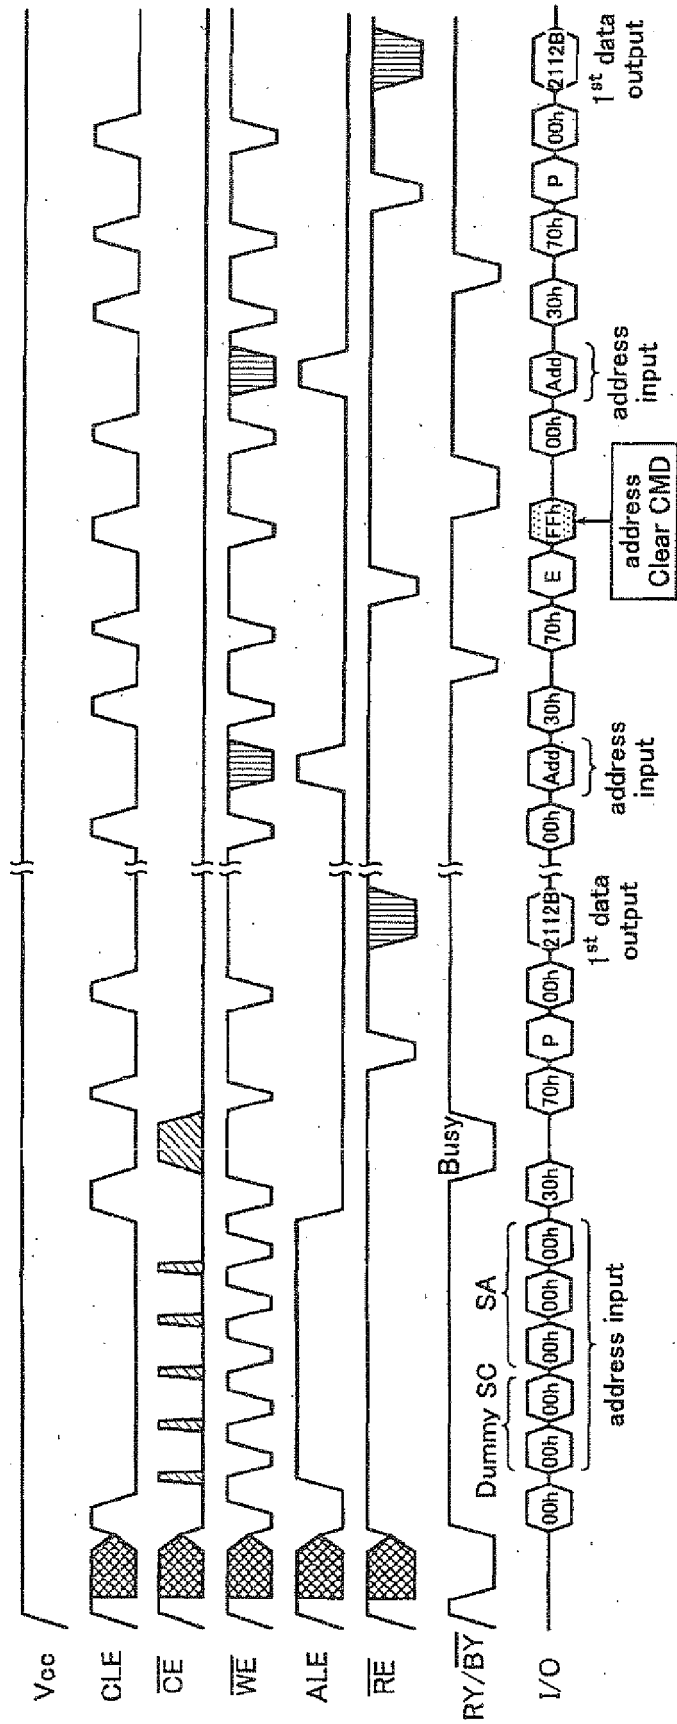 Vcc
CLE
CE
WE
ALE
RE
RY/BY
Busy
I/O
00h 00h 00h 00h 00h 00h 30h 70h P 00h 2112B 00h Add 30h 70h E FFh 00h Add 30h 70h P 00h 2112B
Dummy SC SA
address input
1st data
output
address
input
address
Clear CMD
address
input
1st data
output